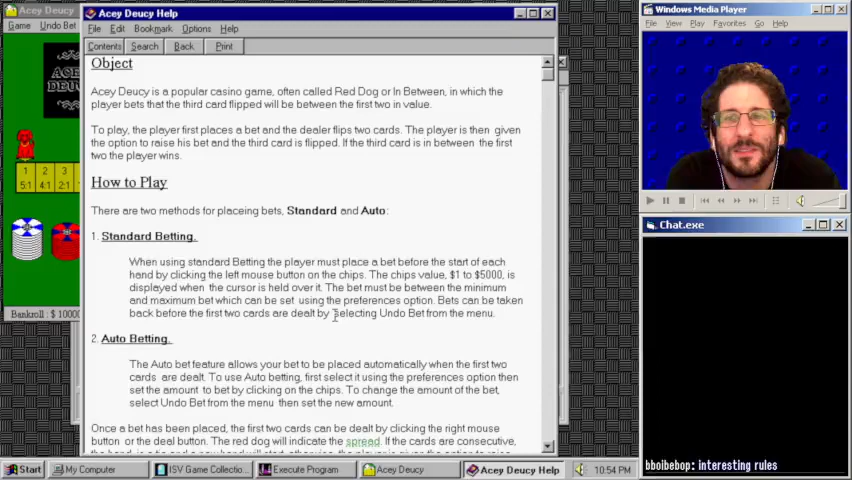 Acey Deucy
Game Undo Bet
ACEY
DEUCY
1 2 3
5:1 4:1 2:1
Bankroll : $ 10000
Acey Deucy Help
File Edit Bookmark Options Help
Contents Search Back Print
Object
Acey Deucy is a popular casino game, often called Red Dog or In Between, in which the
player bets that the third card flipped will be between the first two in value.
To play, the player first places a bet and the dealer flips two cards. The player is then given
the option to raise his bet and the third card is flipped. If the third card is in between the first
two the player wins.
How to Play
There are two methods for placeing bets, Standard and Auto:
1. Standard Betting.
When using standard Betting the player must place a bet before the start of each
hand by clicking the left mouse button on the chips. The chips value, $1 to $5000, is
displayed when the cursor is held over it. The bet must be between the minimum
and maximum bet which can be set using the preferences option. Bets can be taken
back before the first two cards are dealt by selecting Undo Bet from the menu.
2. Auto Betting.
The Auto bet feature allows your bet to be placed automatically when the first two
cards are dealt. To use Auto betting, first select it using the preferences option then
set the amount to bet by clicking on the chips. To change the amount of the bet,
select Undo Bet from the menu then set the new amount.
Once a bet has been placed, the first two cards can be dealt by clicking the right mouse
button or the deal button. The red dog will indicate the spread. If the cards are consecutive,
Windows Media Player
File View Play Favorites Go Help
Chat.exe
bboibebop: interesting rules
Start My Computer ISV Game Collectio... Execute Program Acey Deucy Acey Deucy Help 10:54 PM